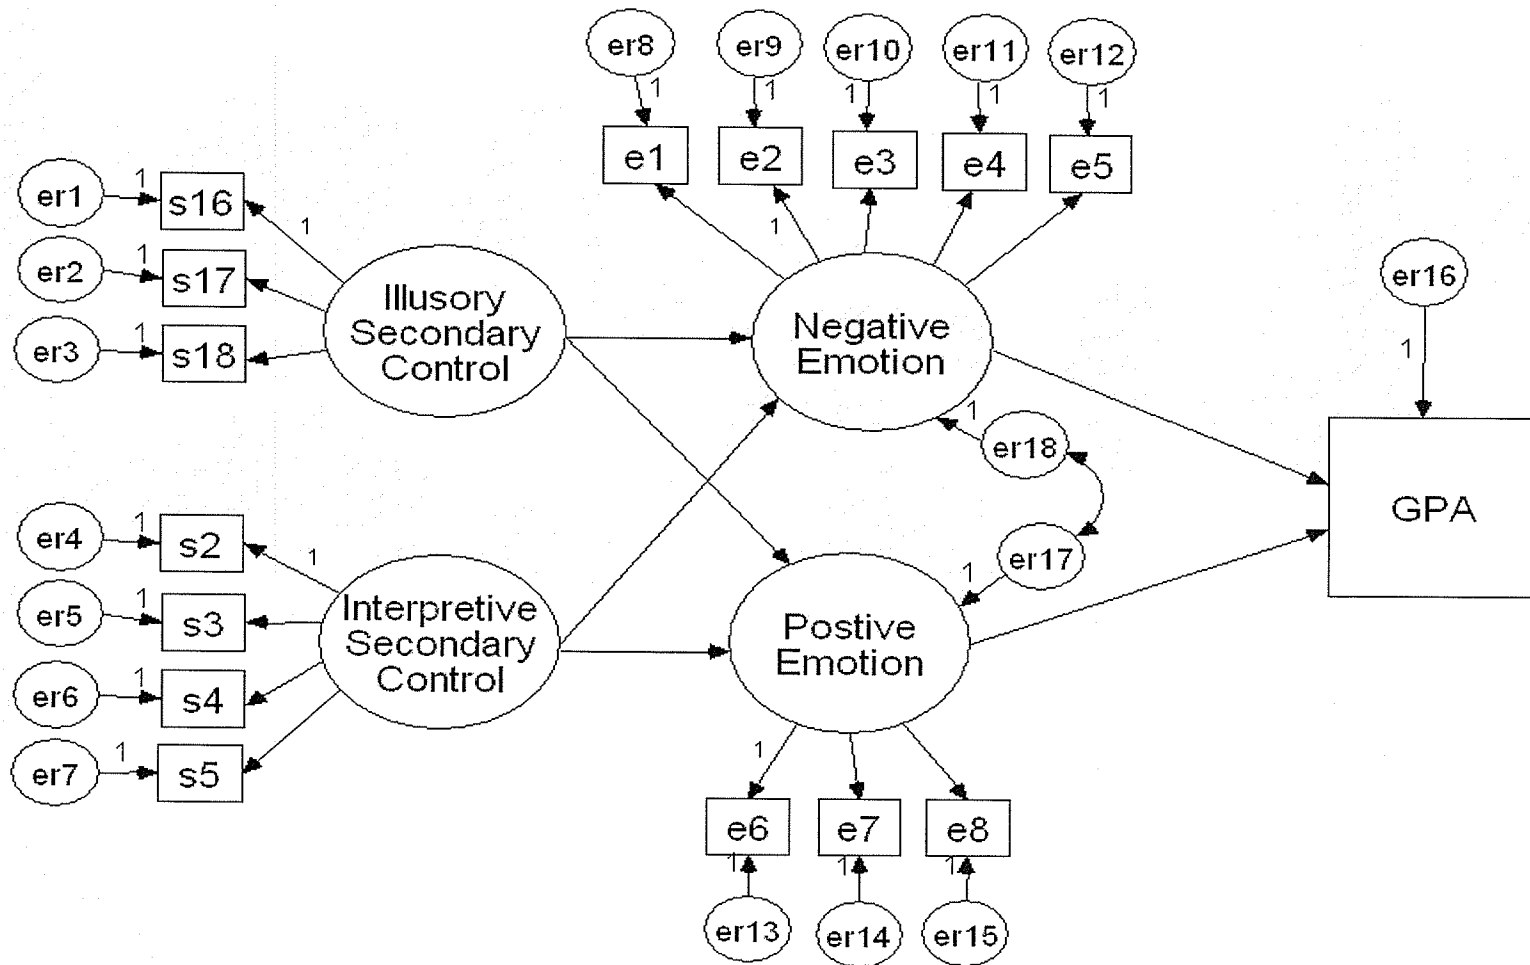 er8
er9
er10
er11
er12
1
1
1
1
1
e1
e2
e3
e4
e5
er1
1
s16
1
er2
1
s17
er3
1
s18
Illusory
Secondary
Control
1
Negative
Emotion
er16
1
1
er18
GPA
er4
1
s2
1
er5
1
s3
er6
1
s4
er7
1
s5
Interpretive
Secondary
Control
er17
1
Postive
Emotion
1
e6
e7
e8
1
1
1
er13
er14
er15